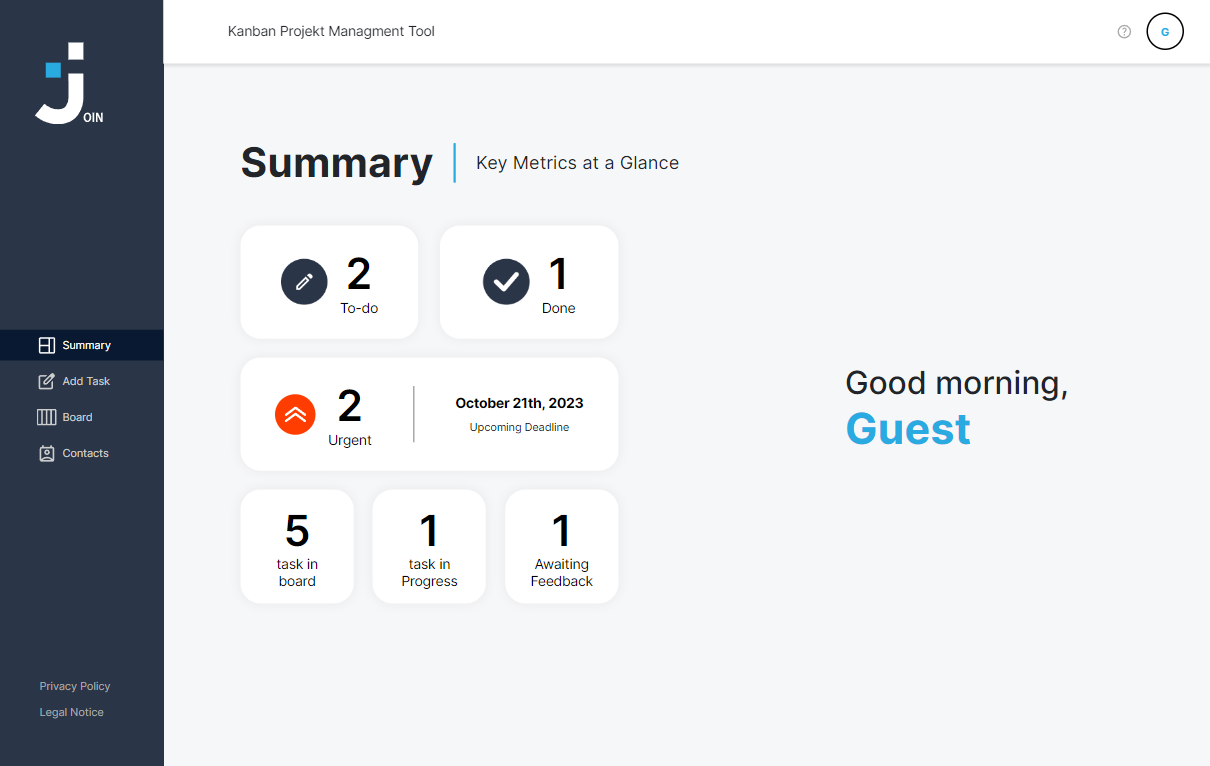 Kanban Projekt Managment Tool
G
OIN
Summary
Key Metrics at a Glance
2
To-do
1
Done
2
Urgent
October 21th, 2023
Upcoming Deadline
5
task in
board
1
task in
Progress
1
Awaiting
Feedback
Good morning,
Guest
Summary
Add Task
Board
Contacts
Privacy Policy
Legal Notice